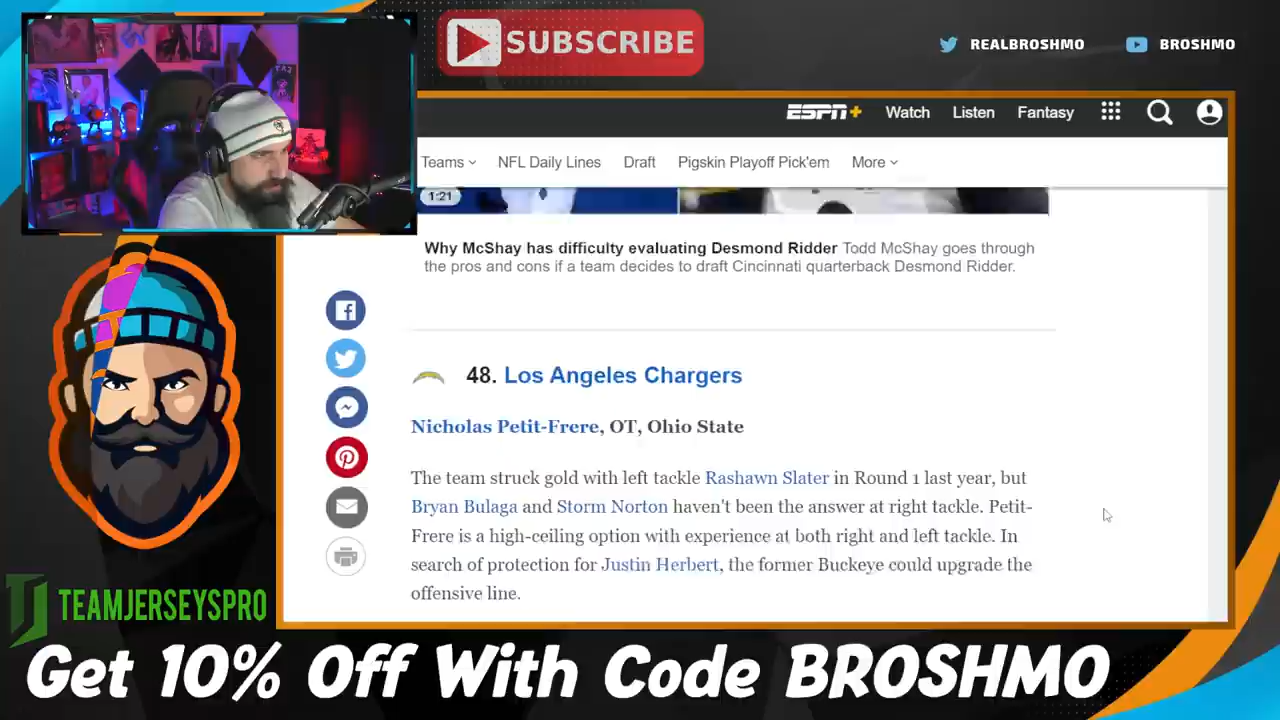 SUBSCRIBE
REALBROSHMO
BROSHMO
ESPN+
Watch
Listen
Fantasy
Teams
NFL Daily Lines
Draft
Pigskin Playoff Pick'em
More
1:21
Why McShay has difficulty evaluating Desmond Ridder Todd McShay goes through
the pros and cons if a team decides to draft Cincinnati quarterback Desmond Ridder.
48. Los Angeles Chargers
Nicholas Petit-Frere, OT, Ohio State
The team struck gold with left tackle Rashawn Slater in Round 1 last year, but
Bryan Bulaga and Storm Norton haven't been the answer at right tackle. Petit-
Frere is a high-ceiling option with experience at both right and left tackle. In
search of protection for Justin Herbert, the former Buckeye could upgrade the
offensive line.
TJ TEAMJERSEYSPRO
Get 10% Off With Code BROSHMO